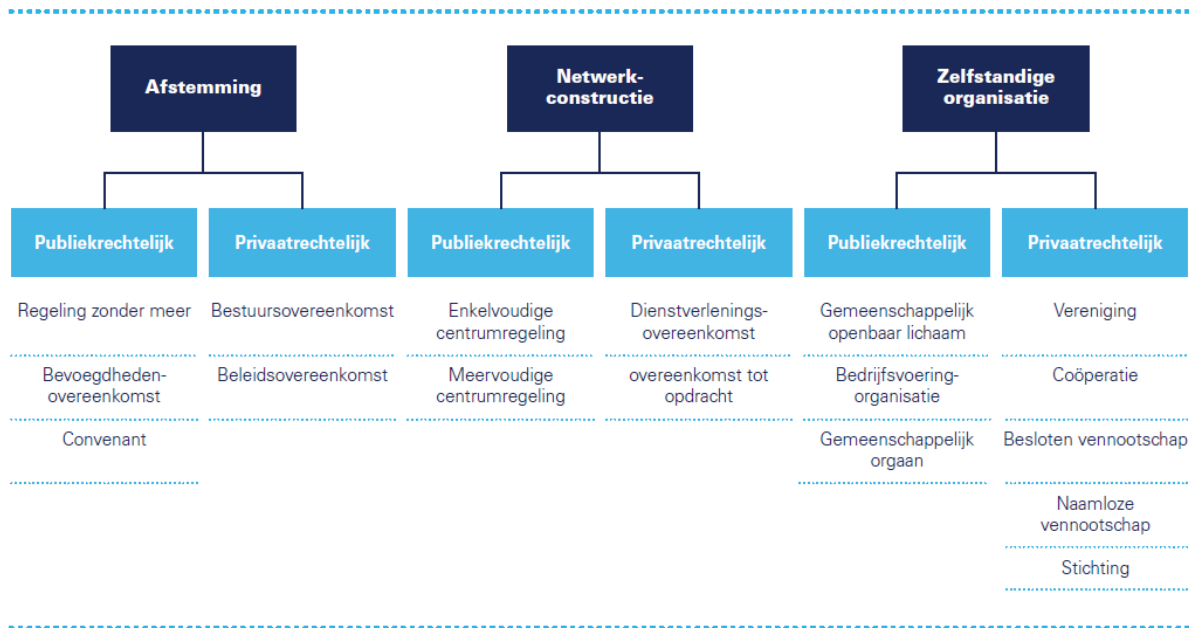 Afstemming
Netwerk-
constructie
Zelfstandige
organisatie
Publiekrechtelijk
Privaatrechtelijk
Publiekrechtelijk
Privaatrechtelijk
Publiekrechtelijk
Privaatrechtelijk
Regeling zonder meer
Bevoegdheden-
overeenkomst
Convenant
Bestuursovereenkomst
Beleidsovereenkomst
Enkelvoudige
centrumregeling
Meervoudige
centrumregeling
Dienstverlenings-
overeenkomst
overeenkomst tot
opdracht
Gemeenschappelijk
openbaar lichaam
Bedrijfsvoering-
organisatie
Gemeenschappelijk
orgaan
Vereniging
Coöperatie
Besloten vennootschap
Naamloze
vennootschap
Stichting